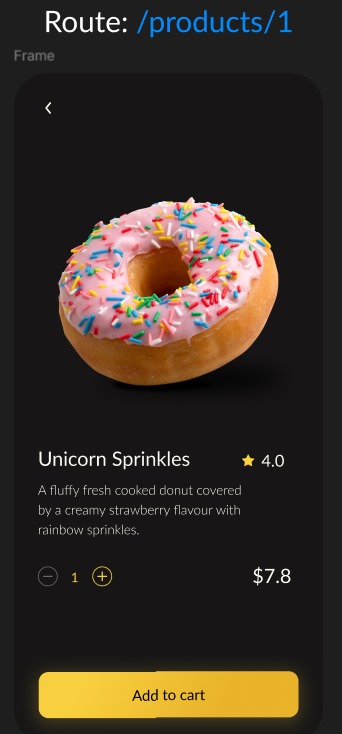 Route: /products/1
Frame
Unicorn Sprinkles
4.0
A fluffy fresh cooked donut covered
by a creamy strawberry flavour with
rainbow sprinkles.
1
$7.8
Add to cart